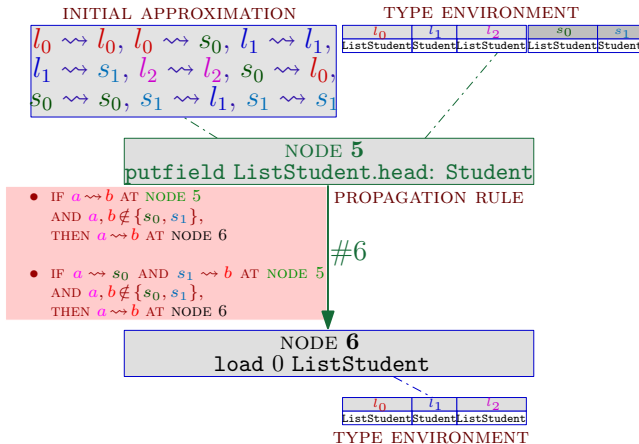 INITIAL APPROXIMATION
l₀ ⇝ l₀, l₀ ⇝ s₀, l₁ ⇝ l₁,
l₁ ⇝ s₁, l₂ ⇝ l₂, s₀ ⇝ l₀,
s₀ ⇝ s₀, s₁ ⇝ l₁, s₁ ⇝ s₁
TYPE ENVIRONMENT
l₀ l₁ l₂ s₀ s₁
ListStudent Student ListStudent ListStudent Student
NODE 5
putfield ListStudent.head: Student
PROPAGATION RULE
#6
• IF a ⇝ b AT NODE 5
AND a, b ∉ {s₀, s₁},
THEN a ⇝ b AT NODE 6
• IF a ⇝ s₀ AND s₁ ⇝ b AT NODE 5
AND a, b ∉ {s₀, s₁},
THEN a ⇝ b AT NODE 6
NODE 6
load 0 ListStudent
l₀ l₁ l₂
ListStudent Student ListStudent
TYPE ENVIRONMENT